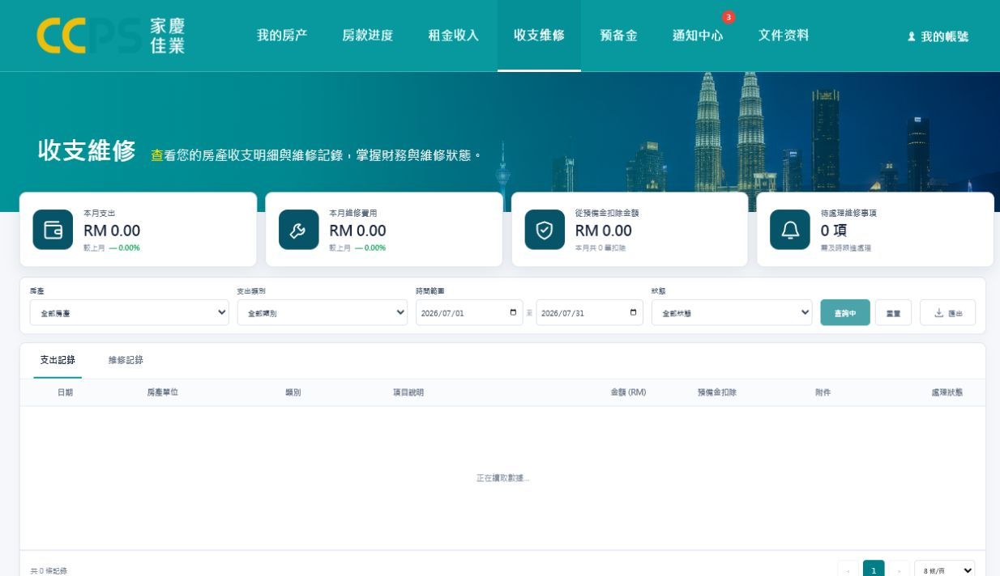 CCPS 家慶佳業
我的房产 房款进度 租金收入 收支维修 预备金 通知中心 3 文件资料 我的帳號
收支維修 查看您的房產收支明細與維修記錄，掌握財務與維修狀態。
本月支出
RM 0.00
較上月 — 0.00%
本月維修費用
RM 0.00
較上月 — 0.00%
從預備金扣除金額
RM 0.00
本月共 0 筆扣除
待處理維修事項
0 項
需及時跟進處理
房產 支出類別 時間範圍 狀態
全部房產 全部類別 2026/07/01 至 2026/07/31 全部狀態 查詢中 重置 匯出
支出記錄 維修記錄
日期 房產單位 類別 項目說明 金額 (RM) 預備金扣除 附件 處理狀態
正在讀取數據...
共 0 條記錄 ‹ 1 › 8 條/頁